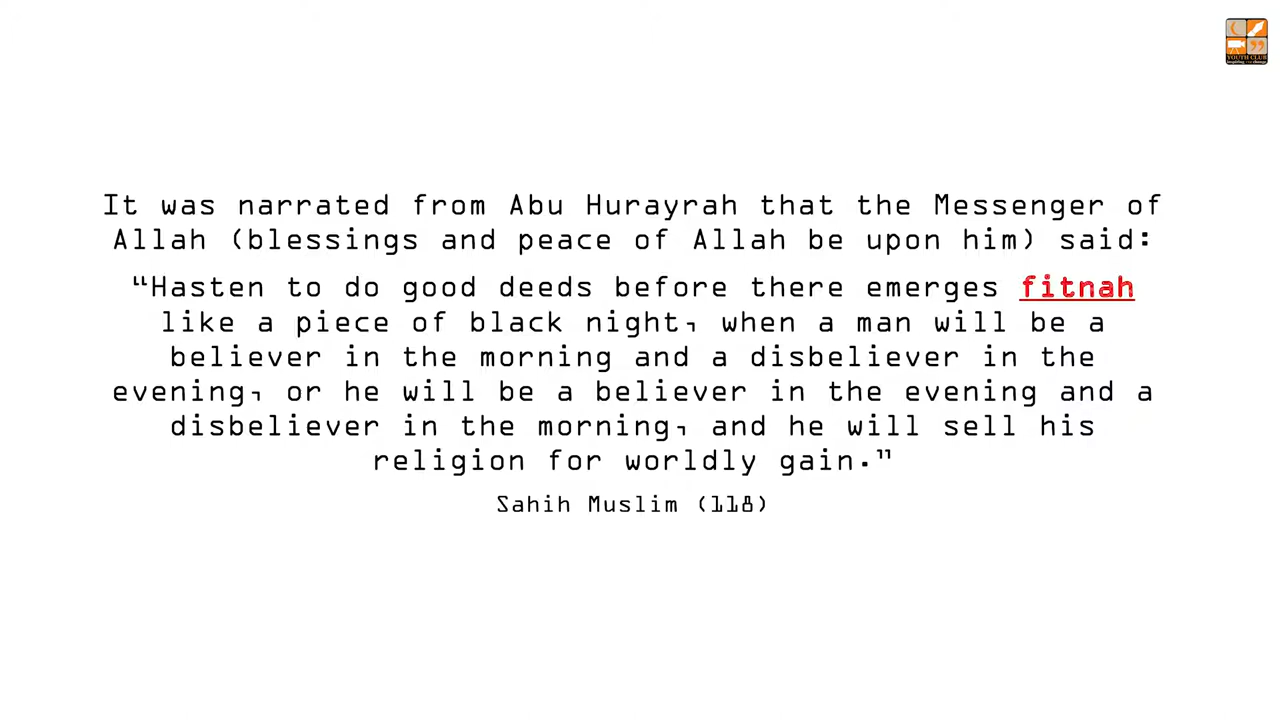 YOUTH CLUB
It was narrated from Abu Hurayrah that the Messenger of
Allah (blessings and peace of Allah be upon him) said:
“Hasten to do good deeds before there emerges fitnah
like a piece of black night, when a man will be a
believer in the morning and a disbeliever in the
evening, or he will be a believer in the evening and a
disbeliever in the morning, and he will sell his
religion for worldly gain.”
Sahih Muslim (118)